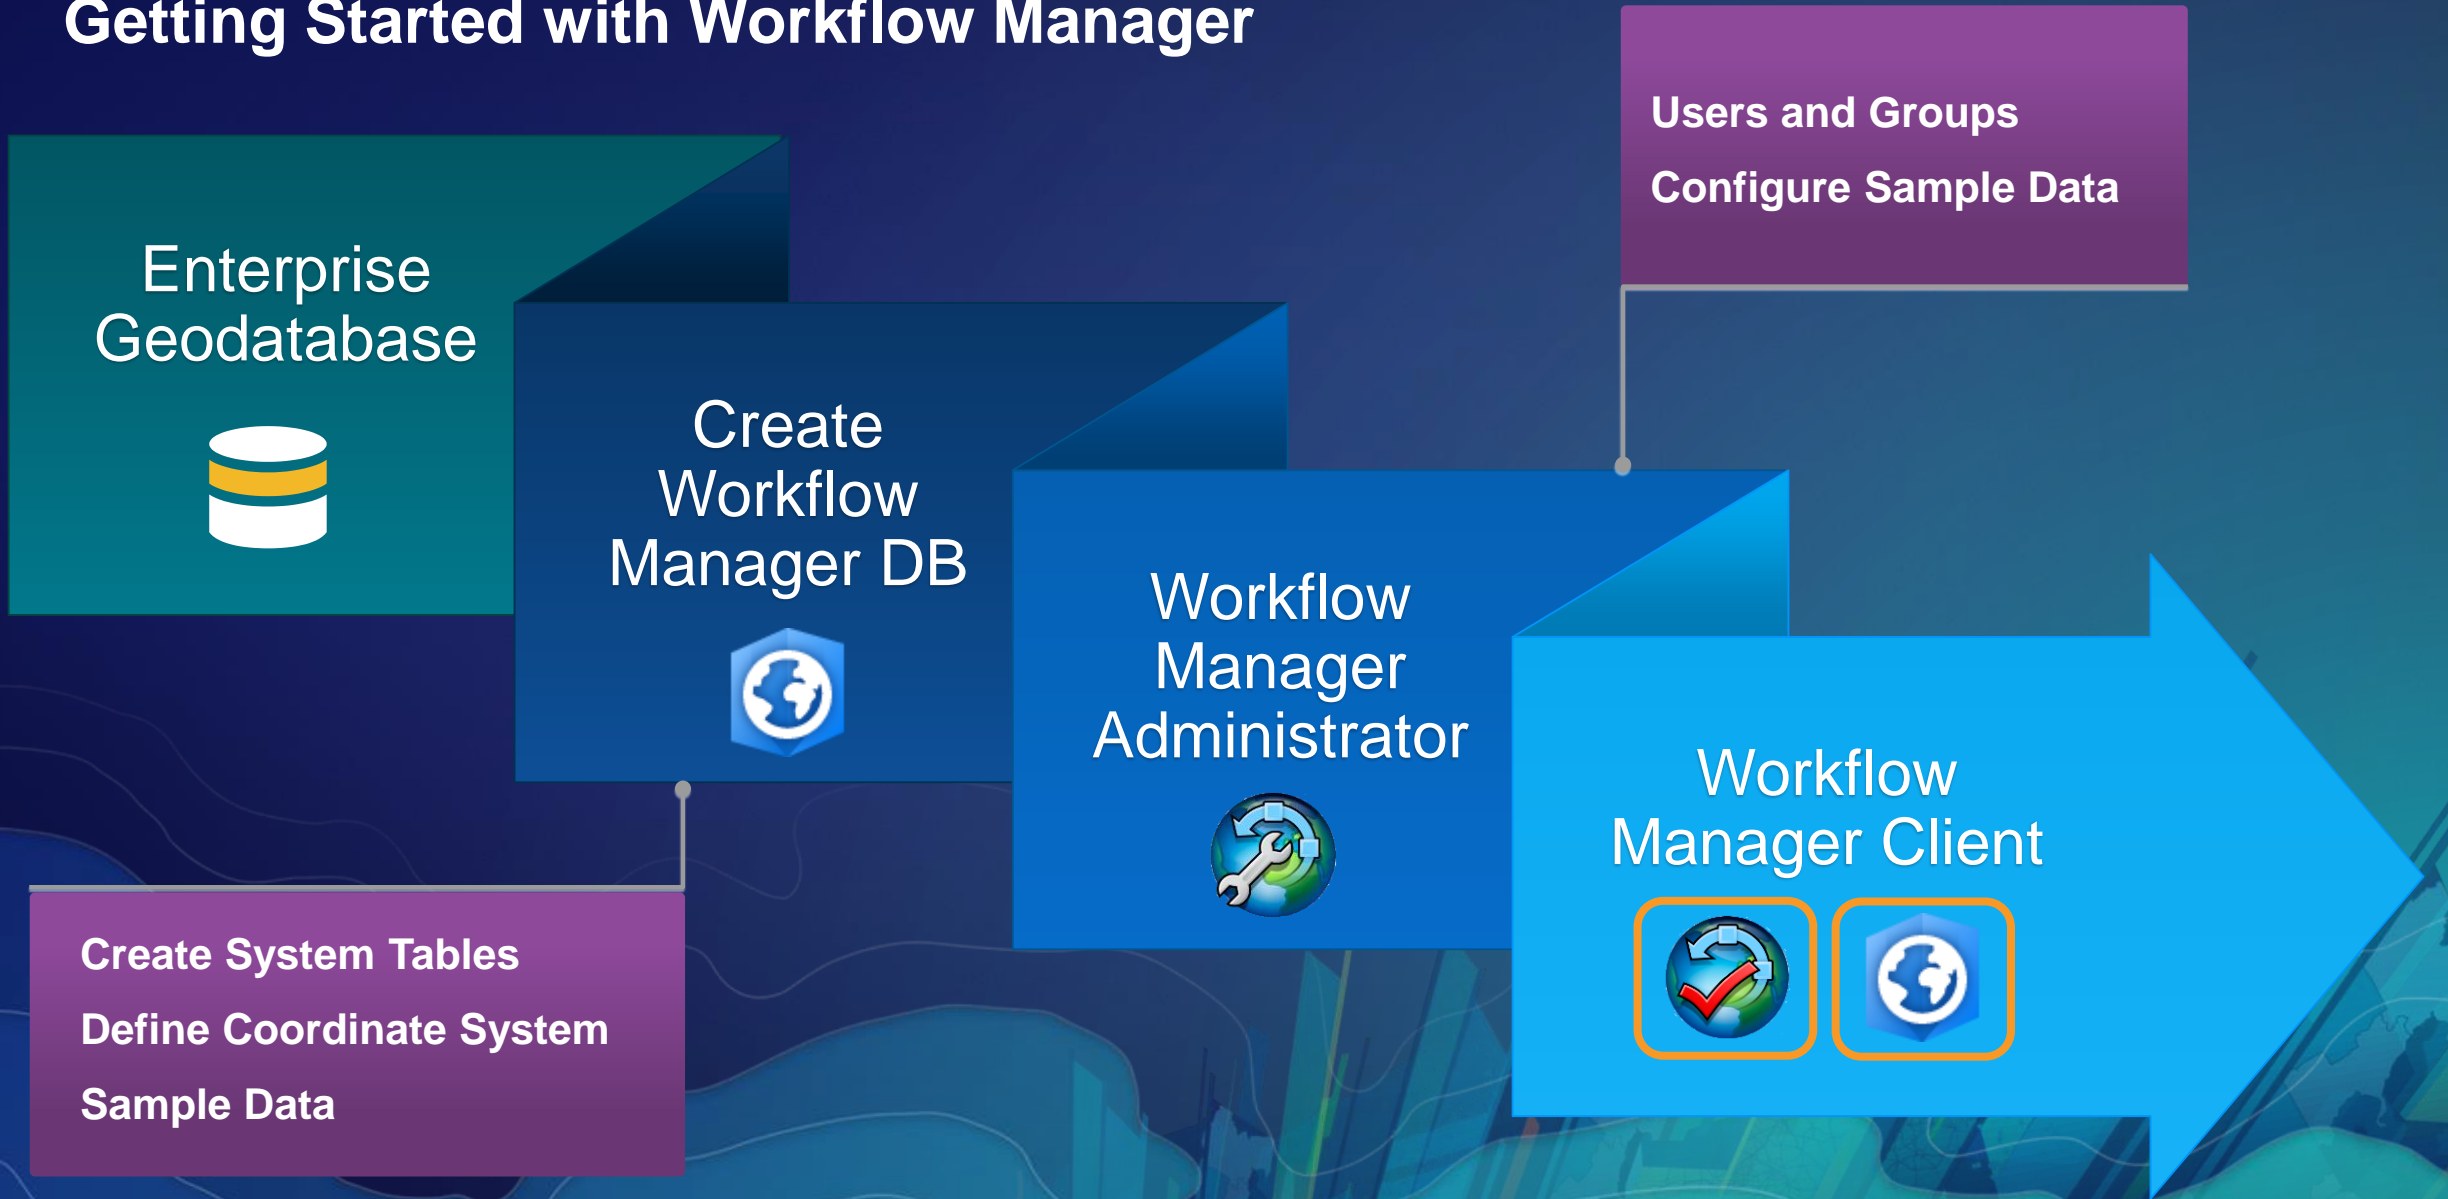 Getting Started with Workflow Manager
Users and Groups
Configure Sample Data
Enterprise
Geodatabase
Create
Workflow
Manager DB
Workflow
Manager
Administrator
Workflow
Manager Client
Create System Tables
Define Coordinate System
Sample Data